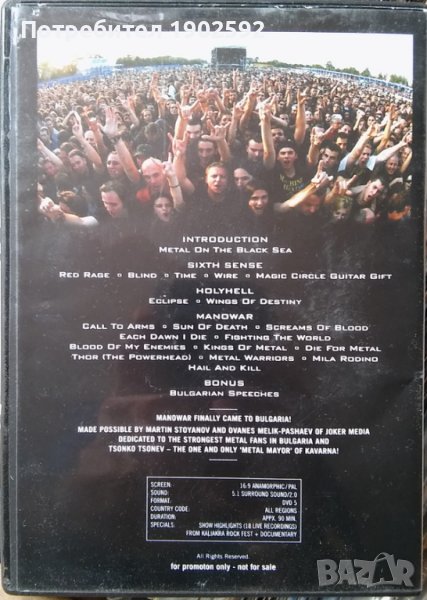 Потребител 1902592
INTRODUCTION
METAL ON THE BLACK SEA
SIXTH SENSE
RED RAGE ◦ BLIND ◦ TIME ◦ WIRE ◦ MAGIC CIRCLE GUITAR GIFT
HOLYHELL
ECLIPSE ◦ WINGS OF DESTINY
MANOWAR
CALL TO ARMS ◦ SUN OF DEATH ◦ SCREAMS OF BLOOD
EACH DAWN I DIE ◦ FIGHTING THE WORLD
BLOOD OF MY ENEMIES ◦ KINGS OF METAL ◦ DIE FOR METAL
THOR (THE POWERHEAD) ◦ METAL WARRIORS ◦ MILA RODINO
HAIL AND KILL
BONUS
BULGARIAN SPEECHES
MANOWAR FINALLY CAME TO BULGARIA!
MADE POSSIBLE BY MARTIN STOYANOV AND OVANES MELIK-PASHAEV OF JOKER MEDIA
DEDICATED TO THE STRONGEST METAL FANS IN BULGARIA AND
TSONKO TSONEV – THE ONE AND ONLY 'METAL MAYOR' OF KAVARNA!
SCREEN: 16:9 ANAMORPHIC/PAL
SOUND: 5.1 SURROUND SOUND/2.0
FORMAT: DVD 5
COUNTRY CODE: ALL REGIONS
DURATION: APPX. 90 MIN.
SPECIALS: SHOW HIGHLIGHTS (18 LIVE RECORDINGS)
FROM KALIAKRA ROCK FEST + DOCUMENTARY
All Rights Reserved.
for promoton only - not for sale
BAZAR